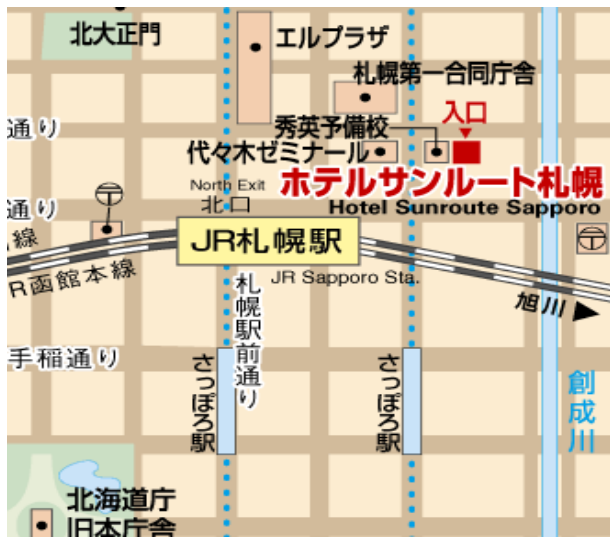 北大正門
エルプラザ
札幌第一合同庁舎
通り
秀英予備校
入口
代々木ゼミナール
North Exit
北口
ホテルサンルート札幌
Hotel Sunroute Sapporo
通り
〒
〒
線
JR札幌駅
R函館本線
JR Sapporo Sta.
旭川
札幌駅前通り
手稲通り
さっぽろ駅
さっぽろ駅
創成川
北海道庁
旧本庁舎